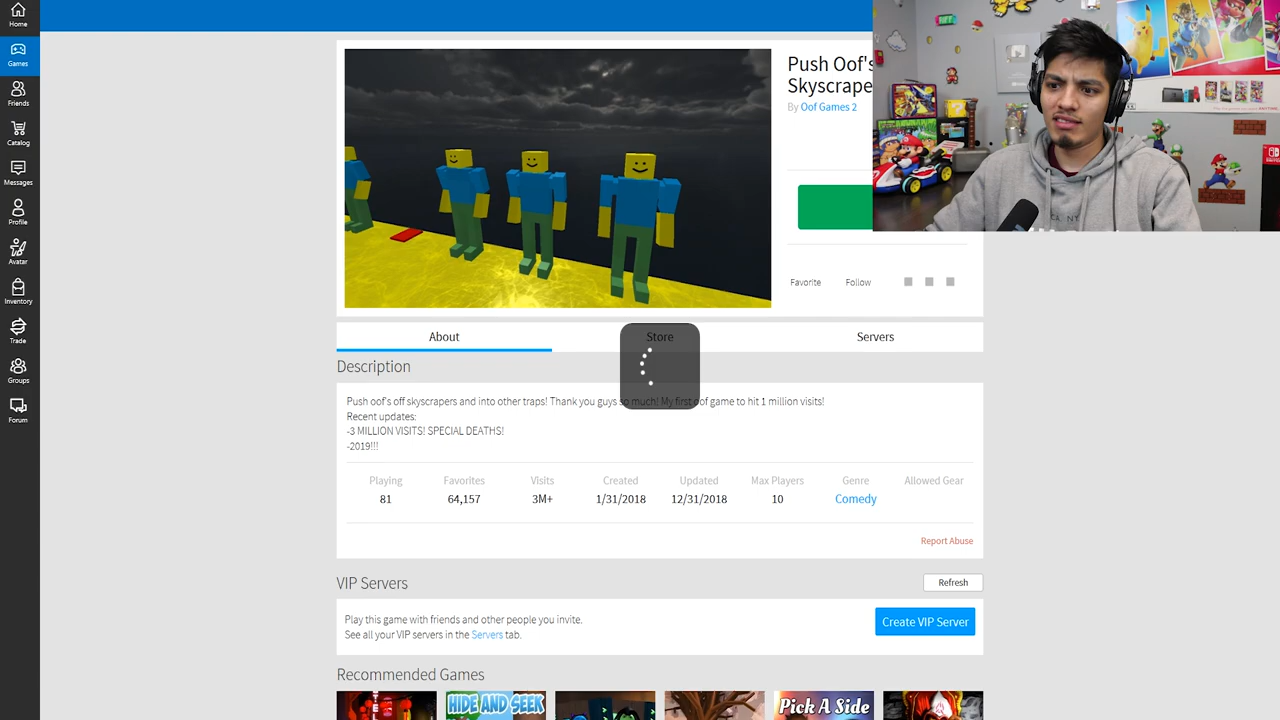 Home
Games
Friends
Catalog
Messages
Profile
Avatar
Inventory
Trade
Groups
Forum
Push Oof's
Skyscrape
By Oof Games 2
Favorite
Follow
About
Store
Servers
Description
Push oof's off skyscrapers and into other traps! Thank you guys so much! My first oof game to hit 1 million visits!
Recent updates:
-3 MILLION VISITS! SPECIAL DEATHS!
-2019!!!
Playing Favorites Visits Created Updated Max Players Genre Allowed Gear
81 64,157 3M+ 1/31/2018 12/31/2018 10 Comedy
Report Abuse
VIP Servers
Refresh
Play this game with friends and other people you invite.
See all your VIP servers in the Servers tab.
Create VIP Server
Recommended Games
HIDE AND SEEK
Pick A Side